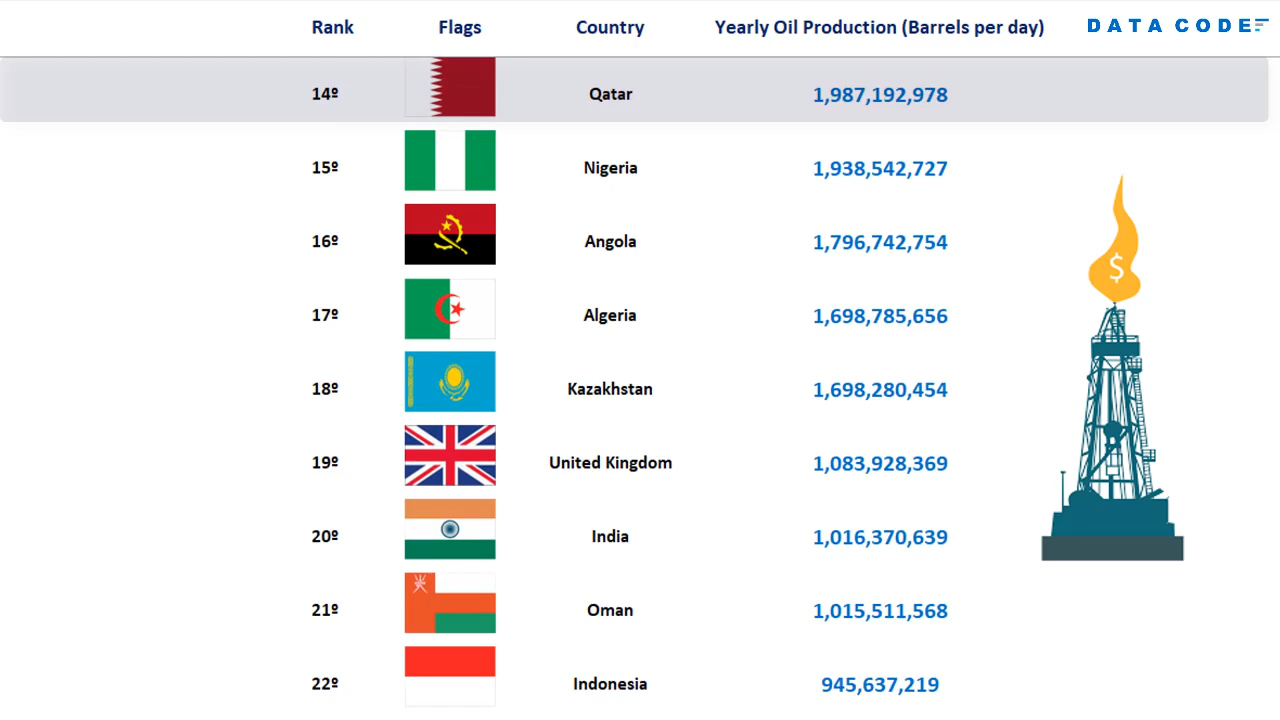 Rank Flags Country Yearly Oil Production (Barrels per day) DATA CODE
14º Qatar 1,987,192,978
15º Nigeria 1,938,542,727
16º Angola 1,796,742,754
17º Algeria 1,698,785,656
18º Kazakhstan 1,698,280,454
19º United Kingdom 1,083,928,369
20º India 1,016,370,639
21º Oman 1,015,511,568
22º Indonesia 945,637,219
$